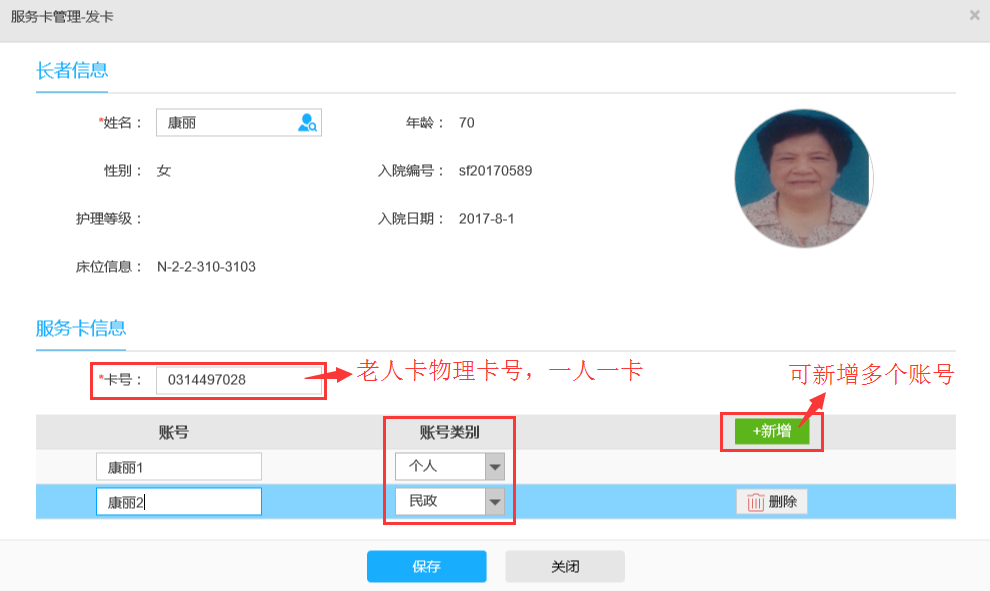 服务卡管理-发卡
长者信息
*姓名： 康丽 年龄： 70
性别： 女 入院编号： sf20170589
护理等级： 入院日期： 2017-8-1
床位信息： N-2-2-310-3103
服务卡信息
*卡号： 0314497028 老人卡物理卡号，一人一卡 可新增多个账号
账号 账号类别 +新增
康丽1 个人
康丽2 民政 删除
保存 关闭